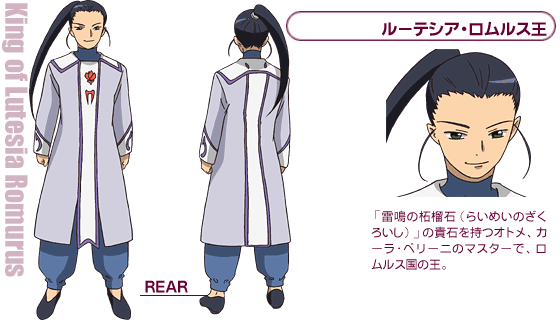 King of Lutesia Romurus
ルーテシア・ロムルス王
「雷鳴の柘榴石（らいめいのざく
ろいし）」の貴石を持つオトメ、カ
ーラ・ベリーニのマスターで、ロ
ムルス国の王。
REAR